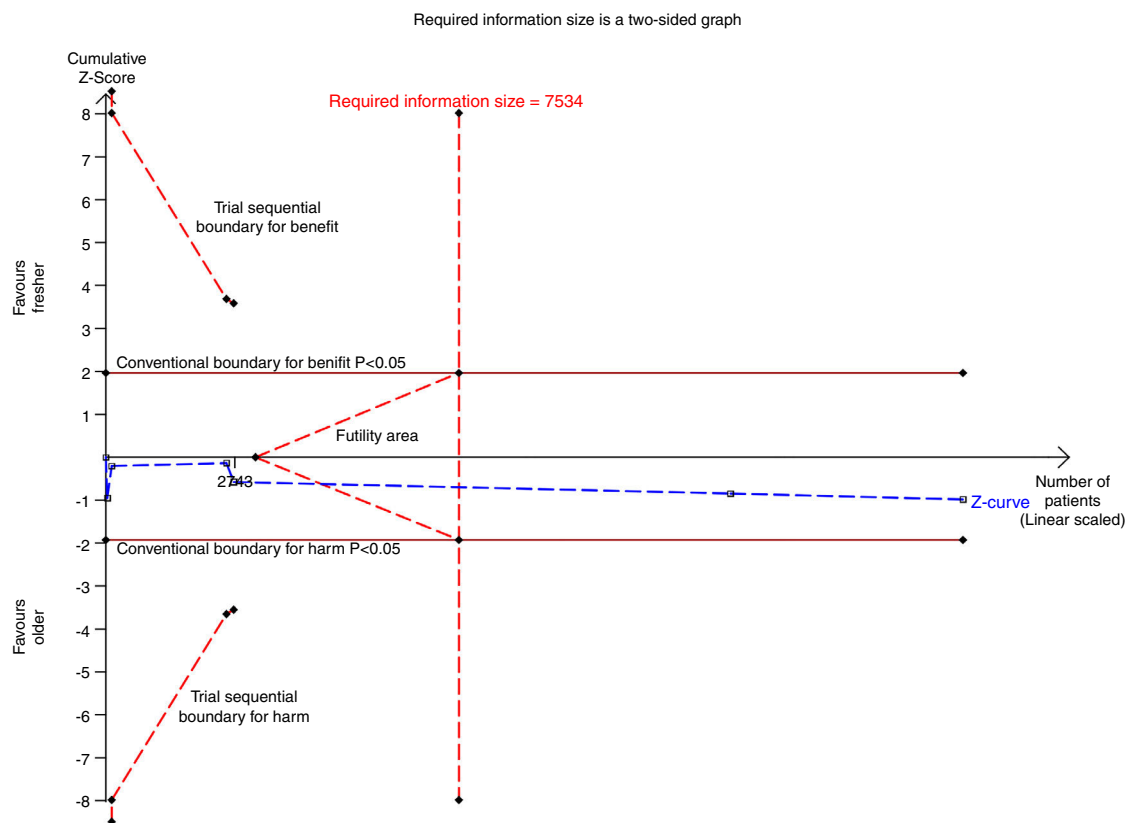 Required information size is a two-sided graph
Cumulative
Z-Score
Required information size = 7534
8
7
6
5
4
3
2
1
-1
-2
-3
-4
-5
-6
-7
-8
Favours
fresher
Favours
older
Trial sequential
boundary for benefit
Conventional boundary for benifit P<0.05
Futility area
2743
Z-curve
Number of
patients
(Linear scaled)
Conventional boundary for harm P<0.05
Trial sequential
boundary for harm